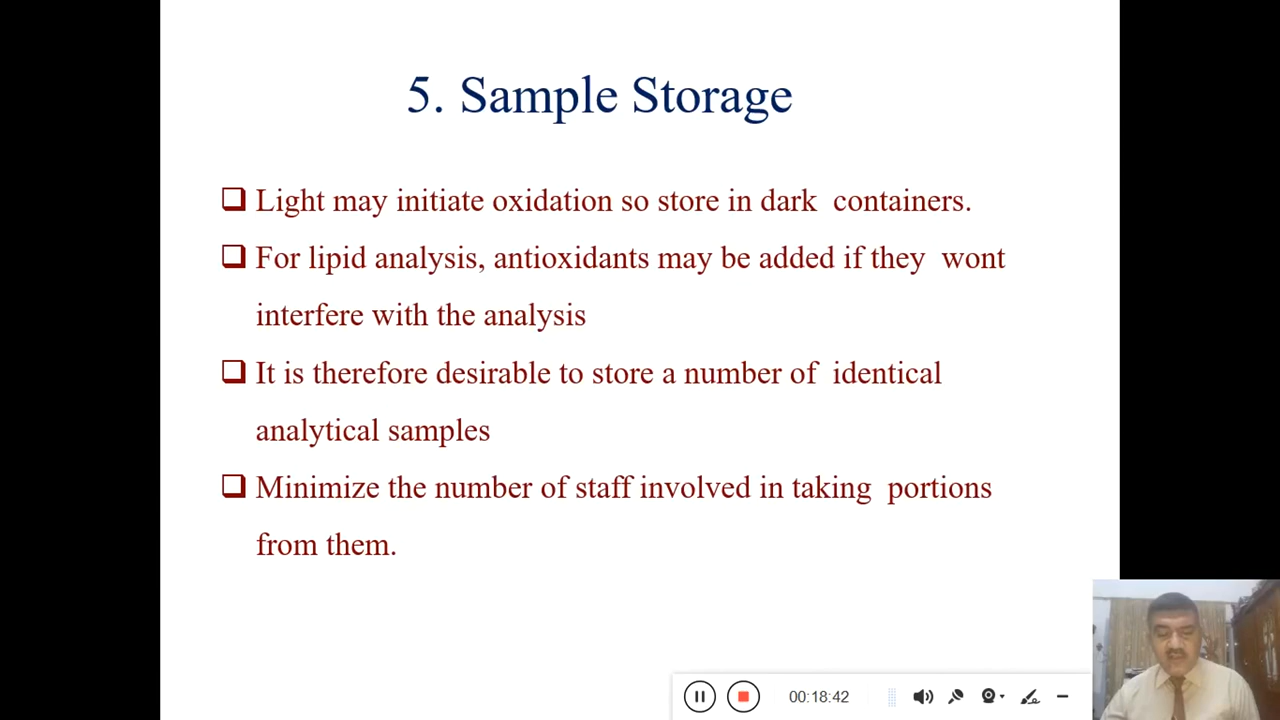 5. Sample Storage
Light may initiate oxidation so store in dark containers.
For lipid analysis, antioxidants may be added if they wont
interfere with the analysis
It is therefore desirable to store a number of identical
analytical samples
Minimize the number of staff involved in taking portions
from them.
00:18:42